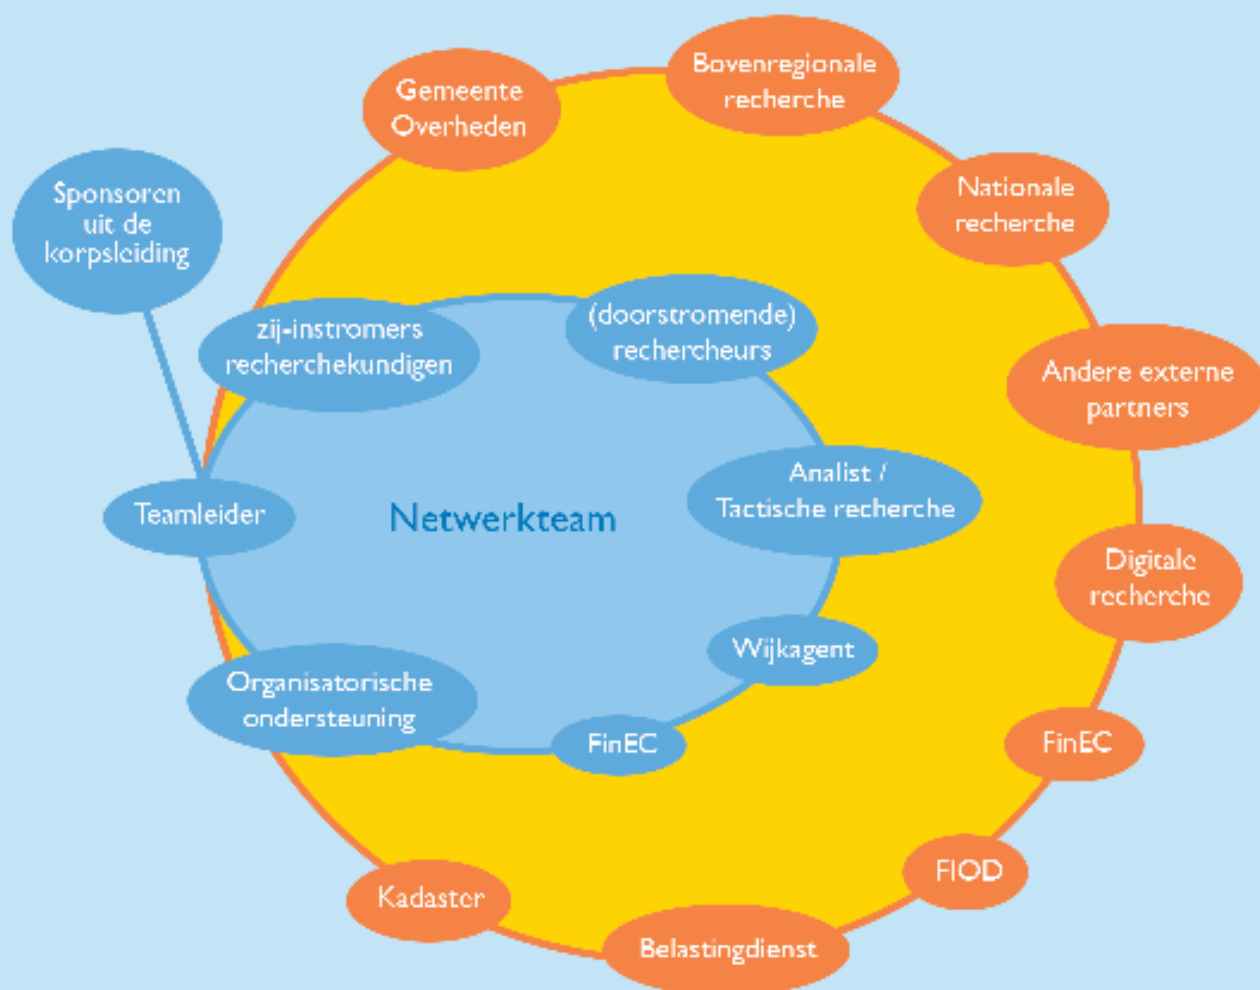 Gemeente
Overheden
Bovenregionale
recherche
Sponsoren
uit de
korpsleiding
Nationale
recherche
zij-instromers
recherchekundigen
(doorstromende)
rechercheurs
Andere externe
partners
Teamleider
Netwerkteam
Analist /
Tactische recherche
Digitale
recherche
Wijkagent
Organisatorische
ondersteuning
FinEC
FinEC
FIOD
Kadaster
Belastingdienst